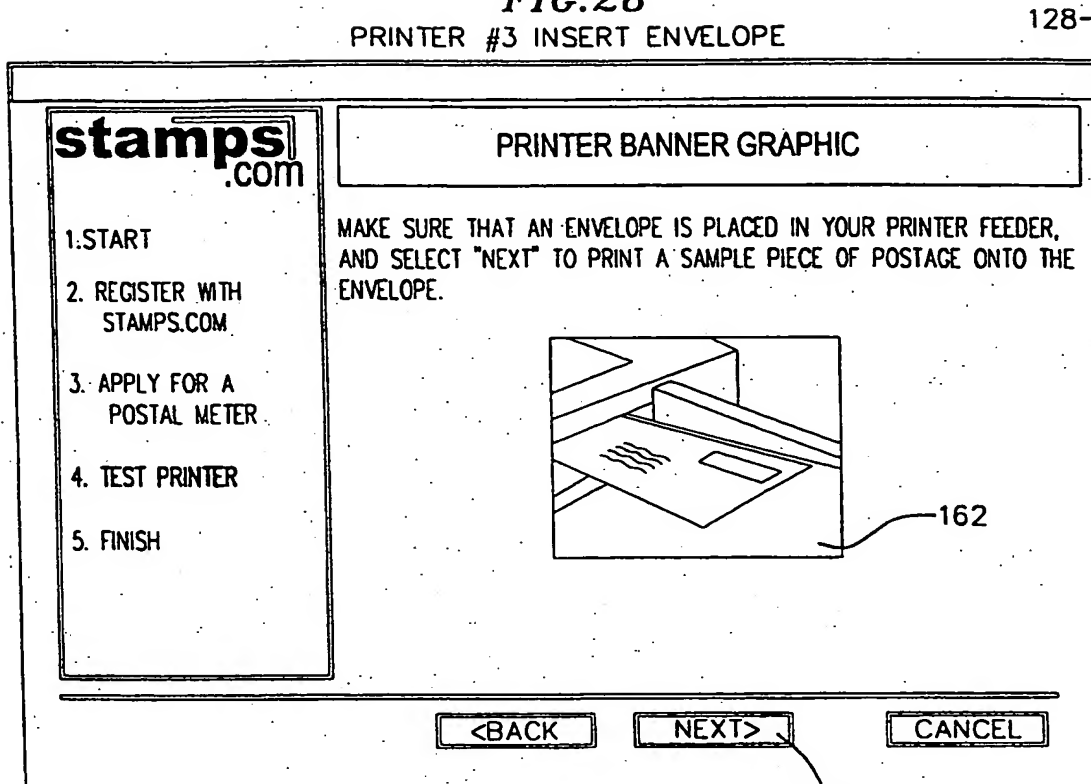 FIG.28
PRINTER #3 INSERT ENVELOPE
128-
stamps
.com
PRINTER BANNER GRAPHIC
1.START
2. REGISTER WITH
STAMPS.COM
3. APPLY FOR A
POSTAL METER
4. TEST PRINTER
5. FINISH
MAKE SURE THAT AN ENVELOPE IS PLACED IN YOUR PRINTER FEEDER,
AND SELECT "NEXT" TO PRINT A SAMPLE PIECE OF POSTAGE ONTO THE
ENVELOPE.
162
<BACK
NEXT>
CANCEL